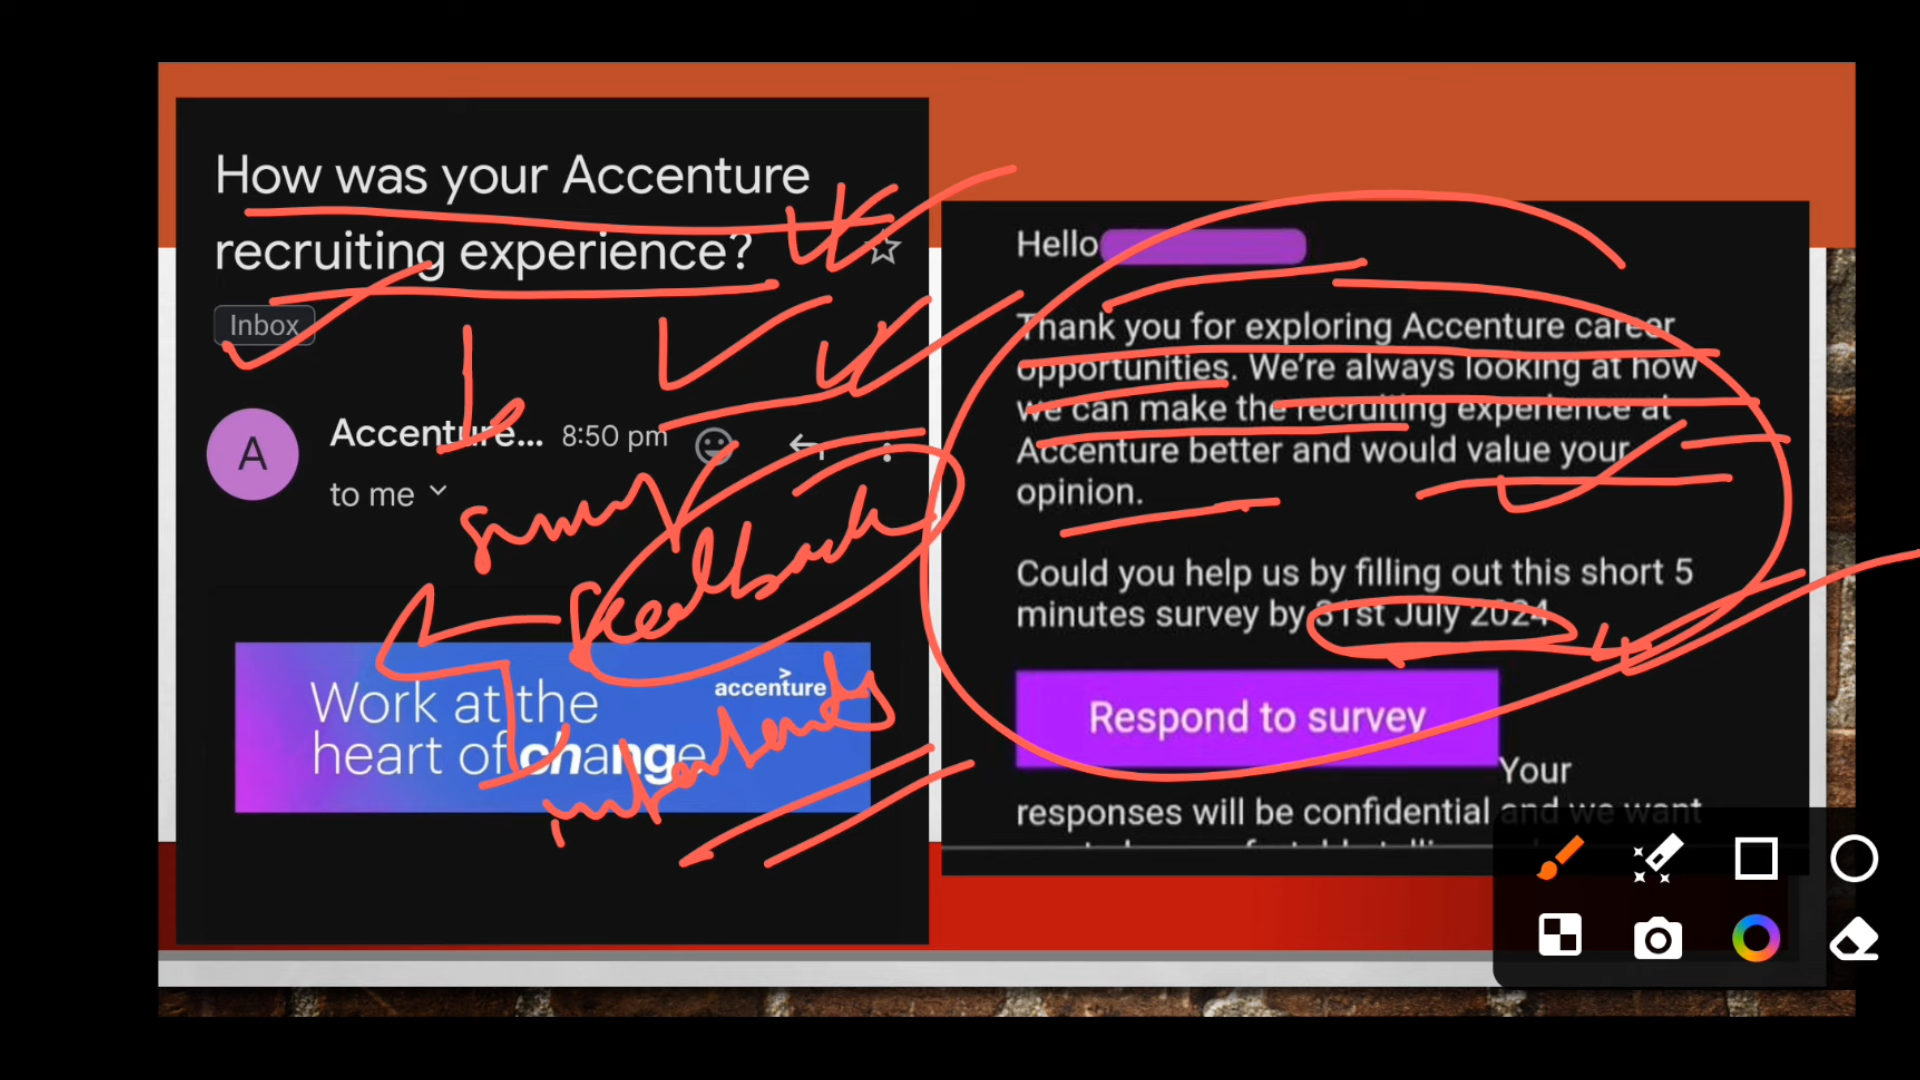 How was your Accenture
recruiting experience?
Inbox
A
Accenture... 8:50 pm
to me
survey
feedback
Work at the
heart of change
accenture
Hello
Thank you for exploring Accenture career
opportunities. We're always looking at how
we can make the recruiting experience at
Accenture better and would value your
opinion.
Could you help us by filling out this short 5
minutes survey by 31st July 2024
Respond to survey
Your
responses will be confidential and we want